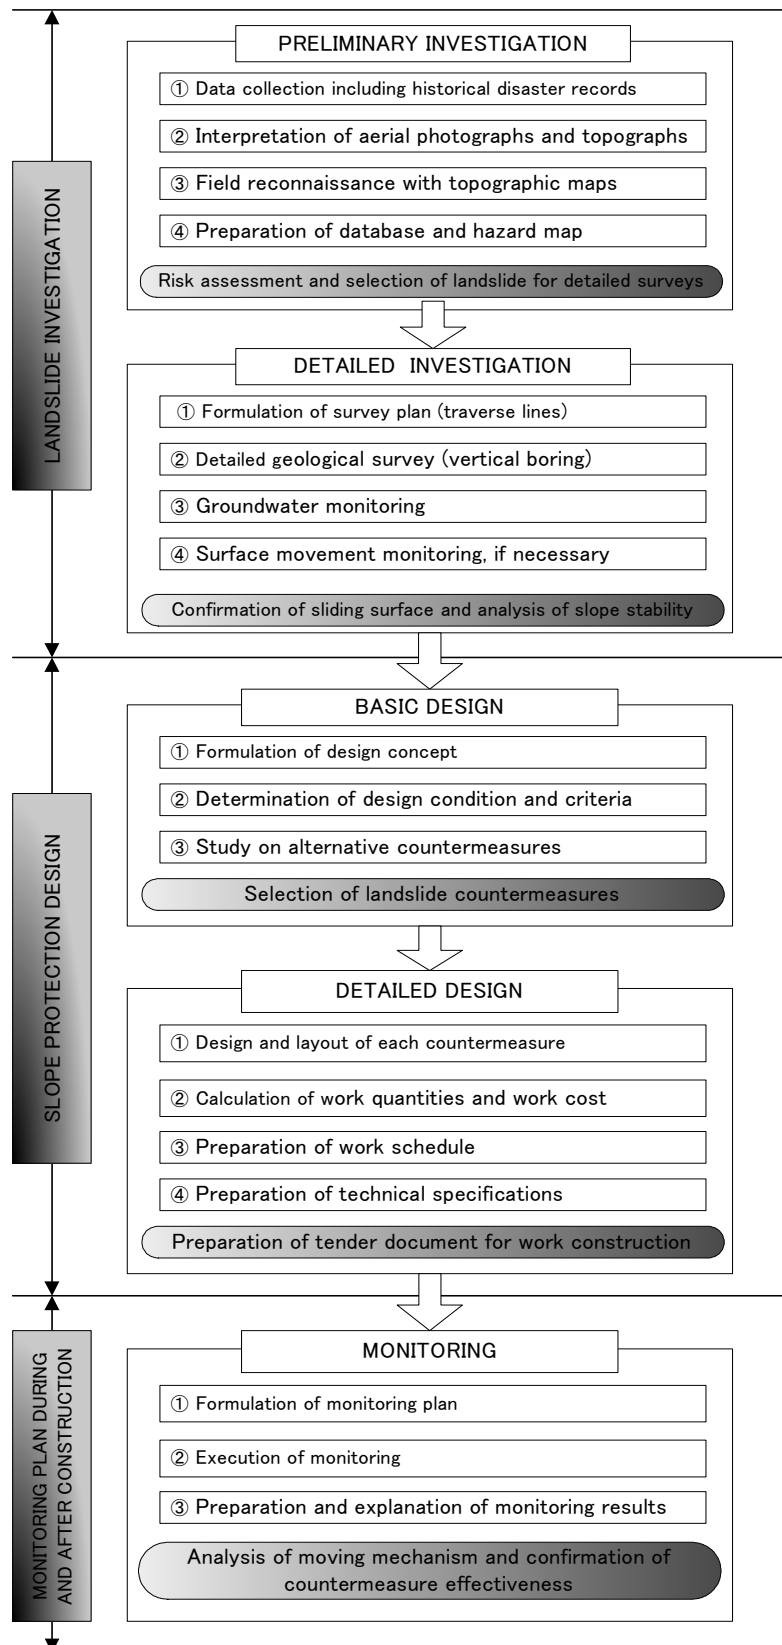 LANDSLIDE INVESTIGATION
PRELIMINARY INVESTIGATION
① Data collection including historical disaster records
② Interpretation of aerial photographs and topographs
③ Field reconnaissance with topographic maps
④ Preparation of database and hazard map
Risk assessment and selection of landslide for detailed surveys
DETAILED INVESTIGATION
① Formulation of survey plan (traverse lines)
② Detailed geological survey (vertical boring)
③ Groundwater monitoring
④ Surface movement monitoring, if necessary
Confirmation of sliding surface and analysis of slope stability
SLOPE PROTECTION DESIGN
BASIC DESIGN
① Formulation of design concept
② Determination of design condition and criteria
③ Study on alternative countermeasures
Selection of landslide countermeasures
DETAILED DESIGN
① Design and layout of each countermeasure
② Calculation of work quantities and work cost
③ Preparation of work schedule
④ Preparation of technical specifications
Preparation of tender document for work construction
MONITORING PLAN DURING
AND AFTER CONSTRUCTION
MONITORING
① Formulation of monitoring plan
② Execution of monitoring
③ Preparation and explanation of monitoring results
Analysis of moving mechanism and confirmation of
countermeasure effectiveness